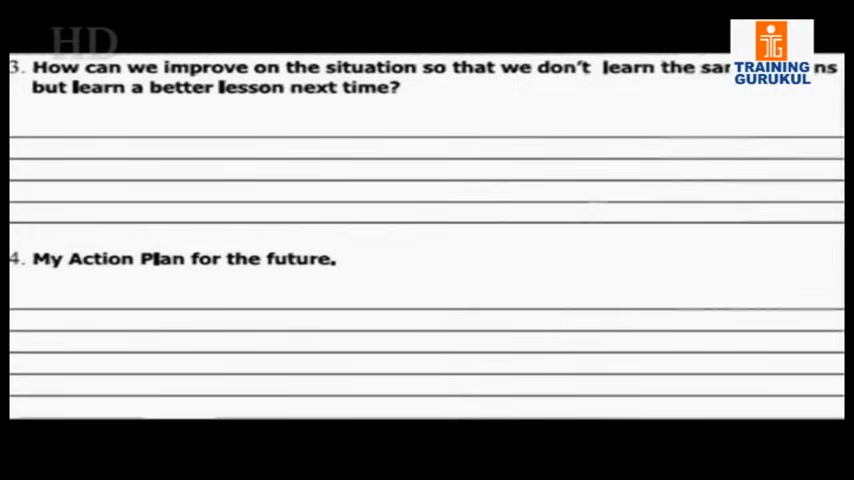 HD
TRAINING
GURUKUL
3. How can we improve on the situation so that we don't learn the
but learn a better lesson next time?
4. My Action Plan for the future.